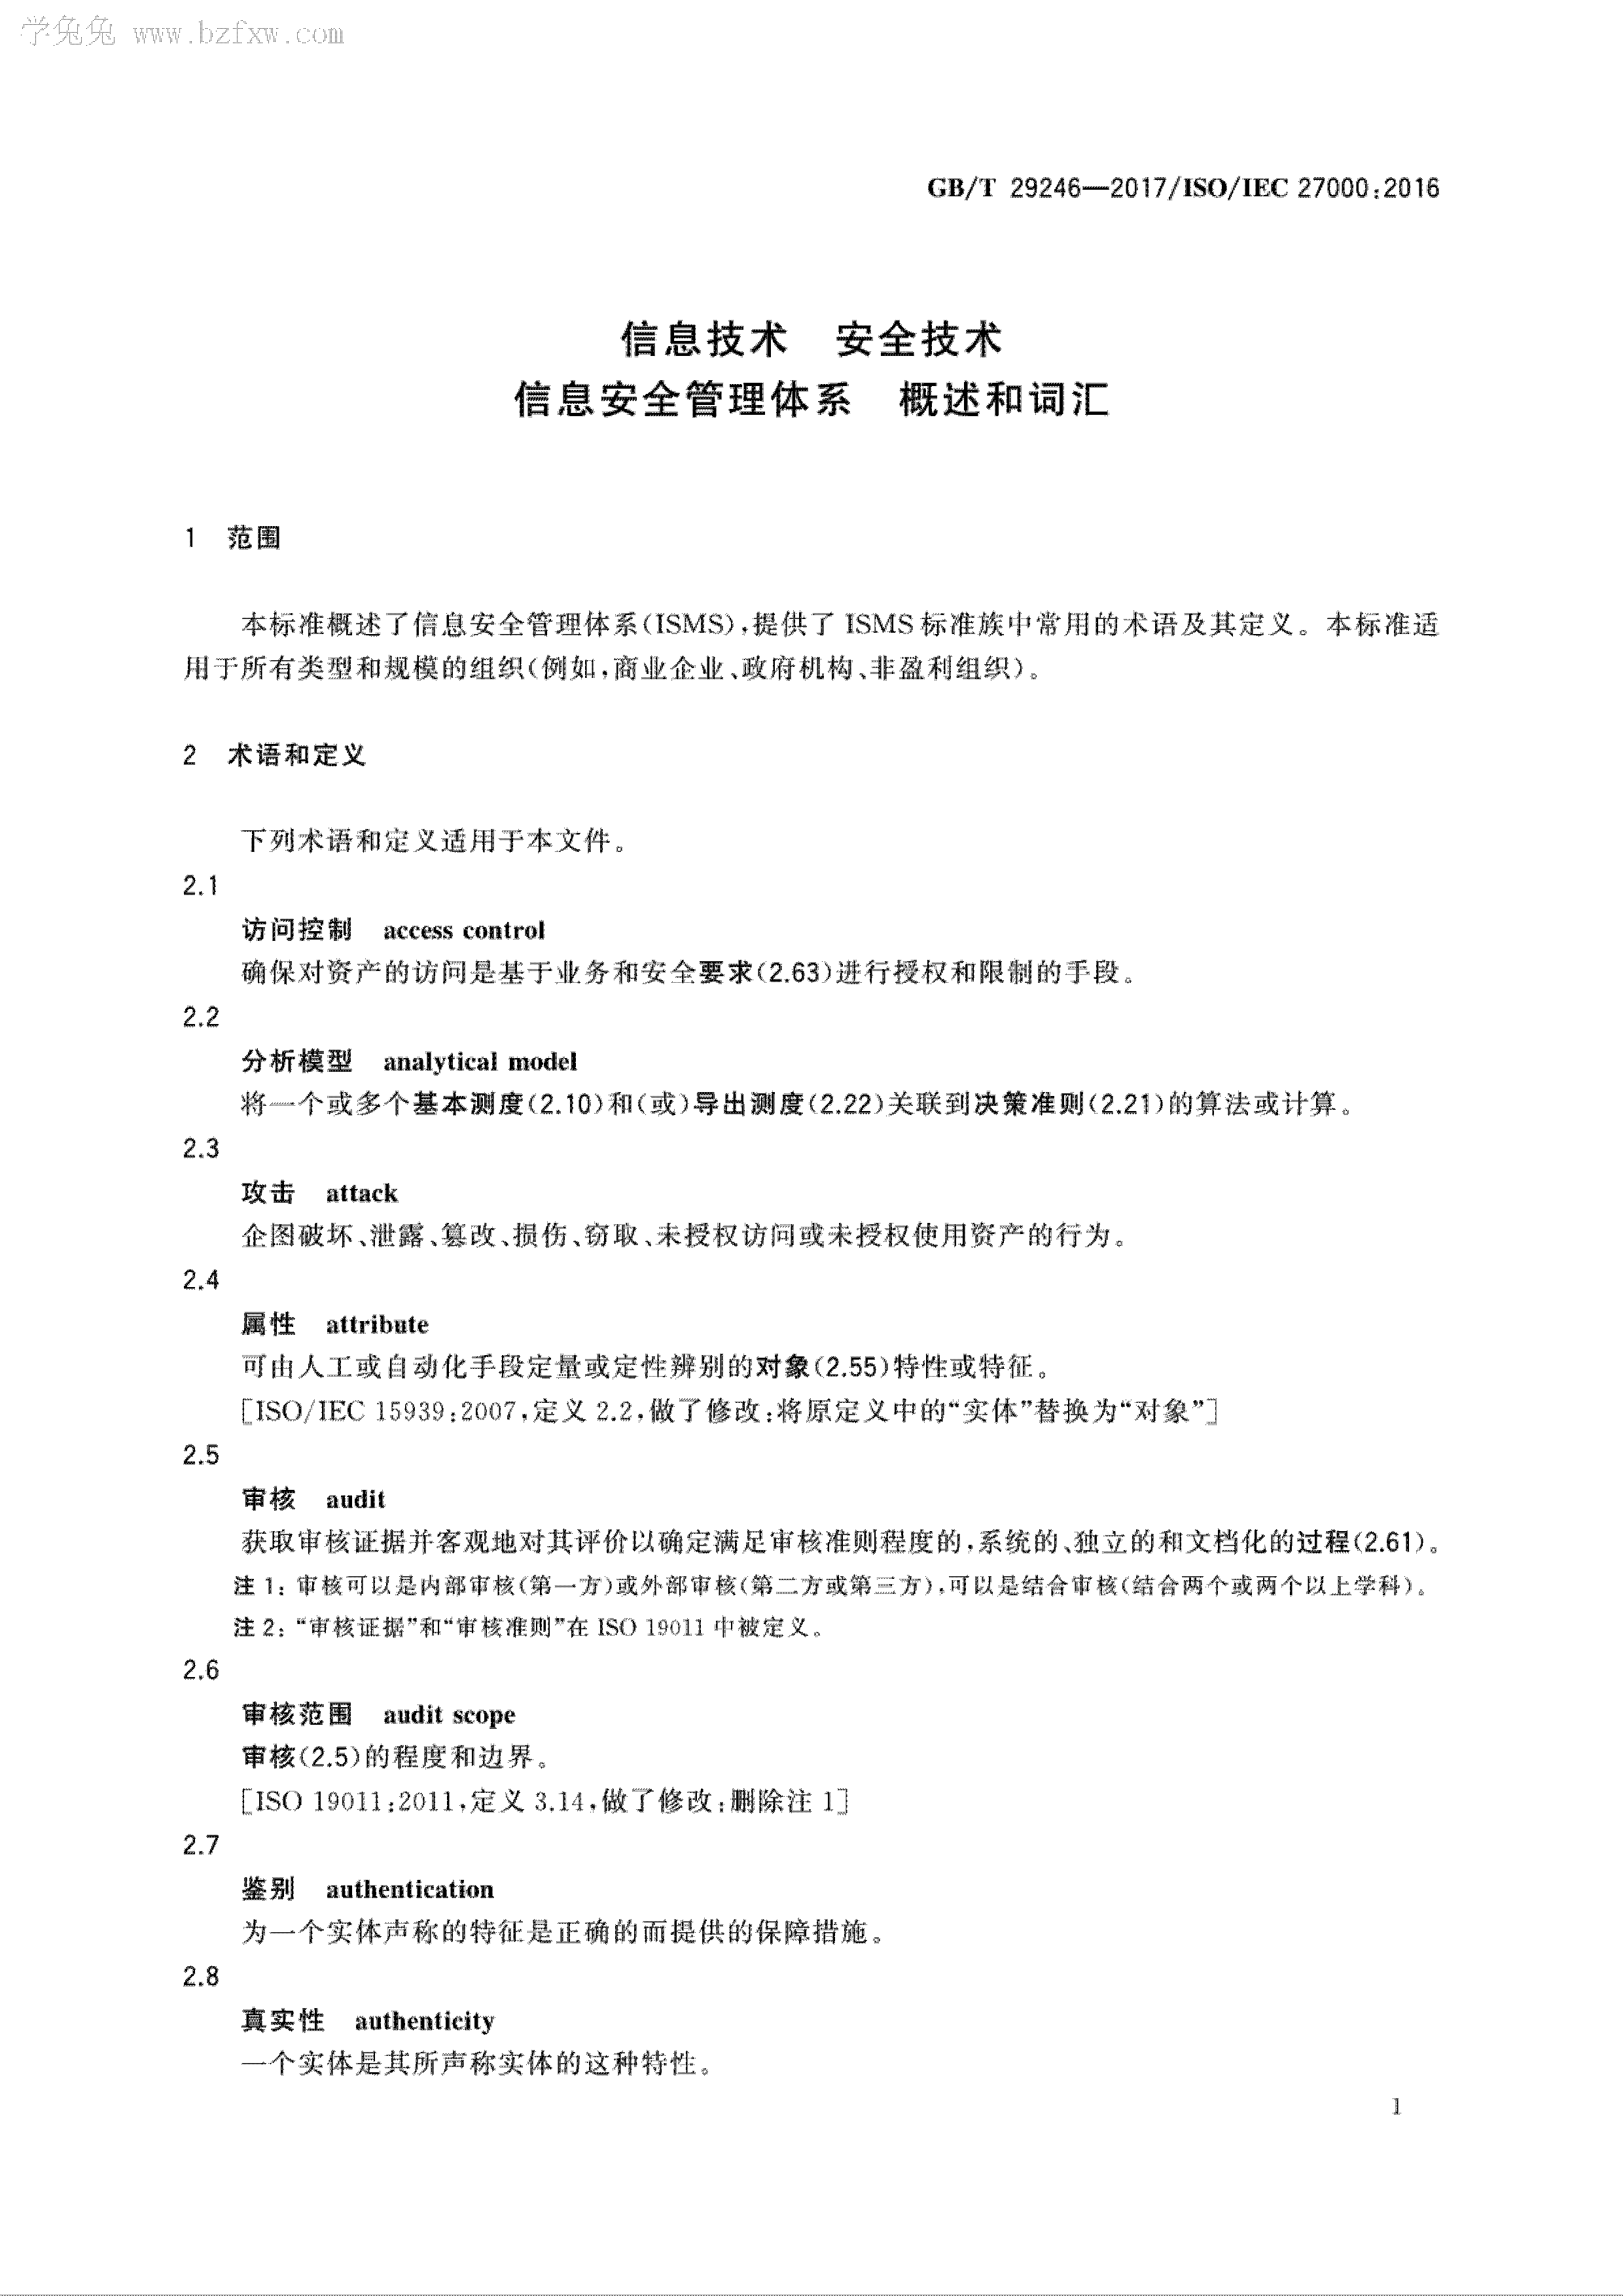 学兔兔 www.bzfxw.com
GB/T 29246—2017/ISO/IEC 27000:2016
信息技术 安全技术
信息安全管理体系 概述和词汇
1 范围
本标准概述了信息安全管理体系(ISMS),提供了 ISMS 标准族中常用的术语及其定义。本标准适
用于所有类型和规模的组织(例如,商业企业、政府机构、非盈利组织)。
2 术语和定义
下列术语和定义适用于本文件。
2.1
访问控制 access control
确保对资产的访问是基于业务和安全要求(2.63)进行授权和限制的手段。
2.2
分析模型 analytical model
将一个或多个基本测度(2.10)和(或)导出测度(2.22)关联到决策准则(2.21)的算法或计算。
2.3
攻击 attack
企图破坏、泄露、篡改、损伤、窃取、未授权访问或未授权使用资产的行为。
2.4
属性 attribute
可由人工或自动化手段定量或定性辨别的对象(2.55)特性或特征。
[ISO/IEC 15939:2007,定义 2.2,做了修改:将原定义中的“实体”替换为“对象”]
2.5
审核 audit
获取审核证据并客观地对其评价以确定满足审核准则程度的,系统的、独立的和文档化的过程(2.61)。
注 1: 审核可以是内部审核(第一方)或外部审核(第二方或第三方),可以是结合审核(结合两个或两个以上学科)。
注 2: “审核证据”和“审核准则”在 ISO 19011 中被定义。
2.6
审核范围 audit scope
审核(2.5)的程度和边界。
[ISO 19011:2011,定义 3.14,做了修改:删除注 1]
2.7
鉴别 authentication
为一个实体声称的特征是正确的而提供的保障措施。
2.8
真实性 authenticity
一个实体是其所声称实体的这种特性。
1